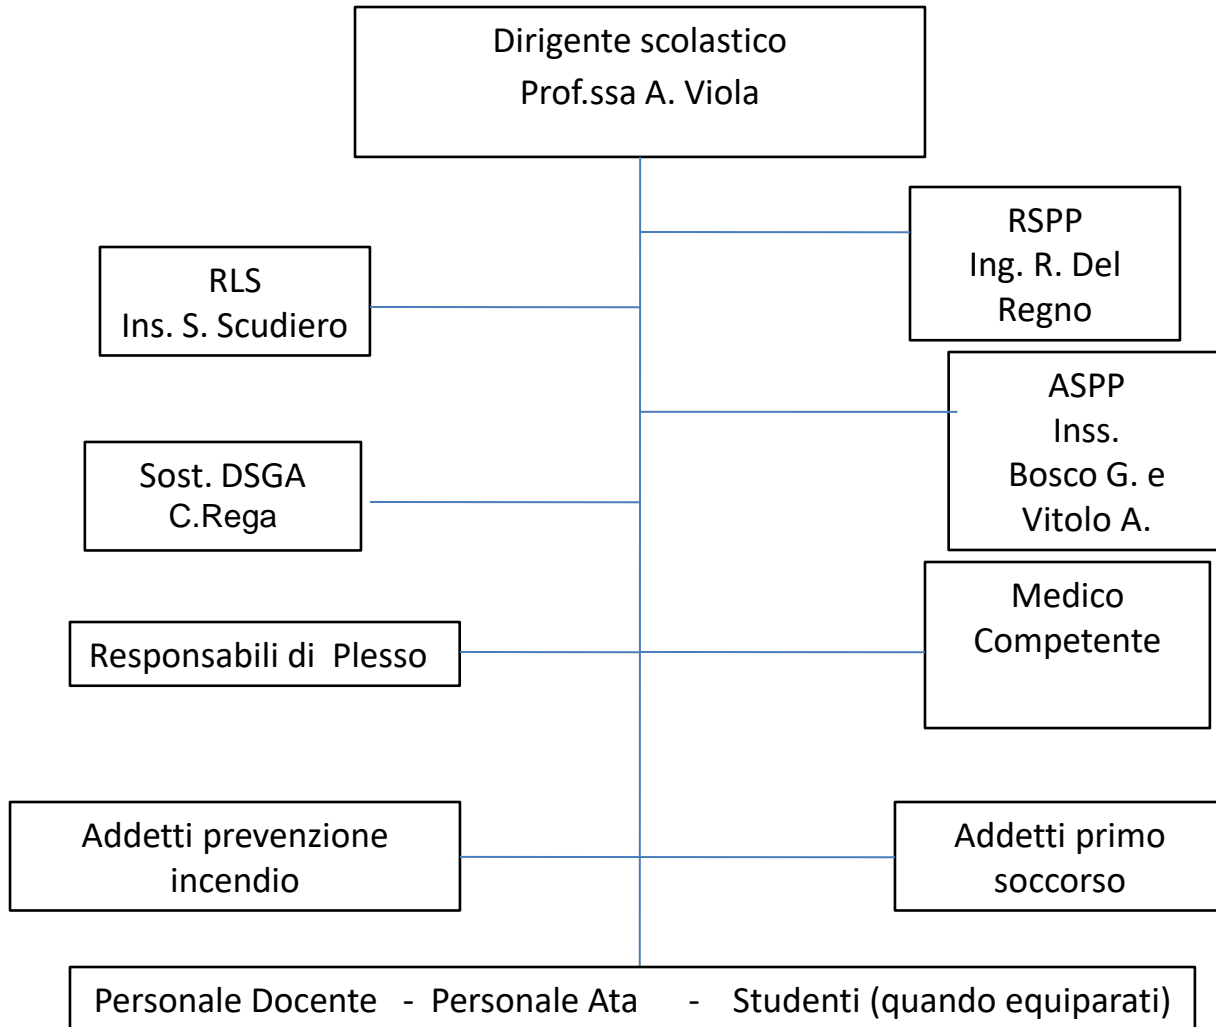 Dirigente scolastico
Prof.ssa A. Viola
RSPP
Ing. R. Del
Regno
RLS
Ins. S. Scudiero
ASPP
Inss.
Bosco G. e
Vitolo A.
Sost. DSGA
C.Rega
Medico
Competente
Responsabili di  Plesso
Addetti prevenzione
incendio
Addetti primo
soccorso
Personale Docente  -  Personale Ata     -   Studenti (quando equiparati)